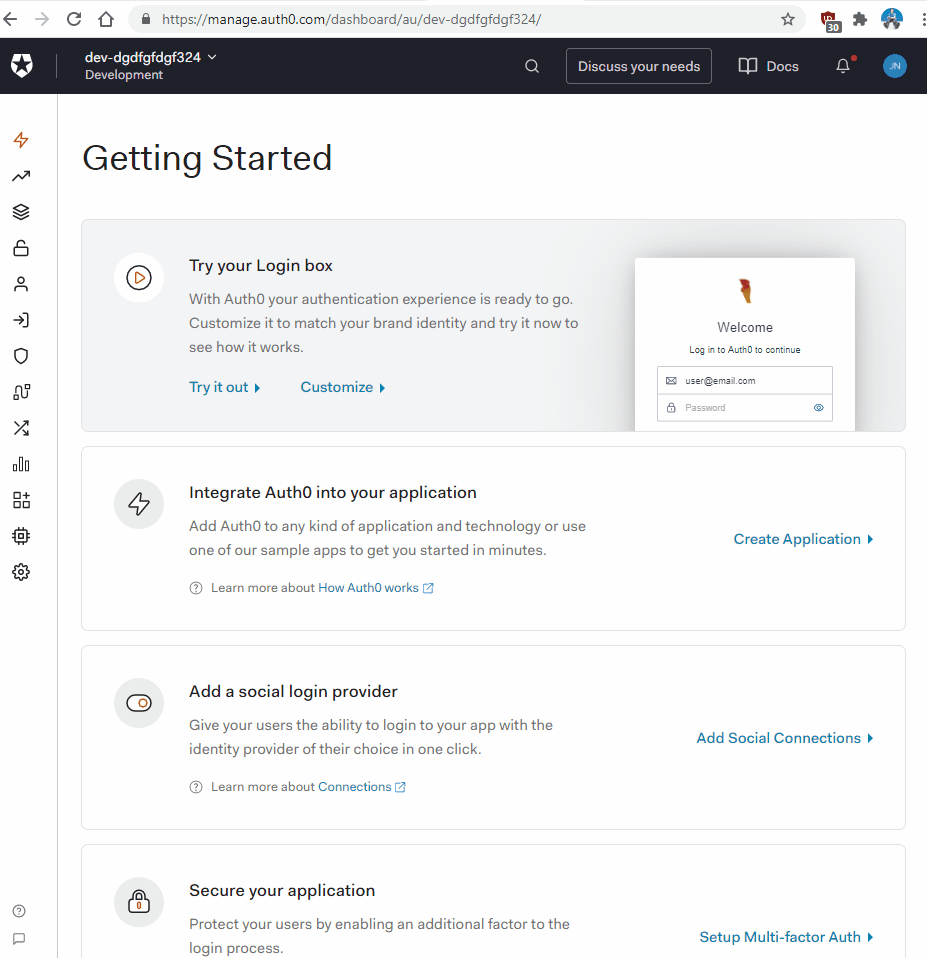 https://manage.auth0.com/dashboard/au/dev-dgdfgfdgf324/
30
dev-dgdfgfdgf324
Development
Discuss your needs
Docs
JN
Getting Started
Try your Login box
With Auth0 your authentication experience is ready to go.
Customize it to match your brand identity and try it now to
see how it works.
Try it out
Customize
Welcome
Log in to Auth0 to continue
user@email.com
Password
Integrate Auth0 into your application
Add Auth0 to any kind of application and technology or use
one of our sample apps to get you started in minutes.
Create Application
Learn more about How Auth0 works
Add a social login provider
Give your users the ability to login to your app with the
identity provider of their choice in one click.
Add Social Connections
Learn more about Connections
Secure your application
Protect your users by enabling an additional factor to the
login process.
Setup Multi-factor Auth